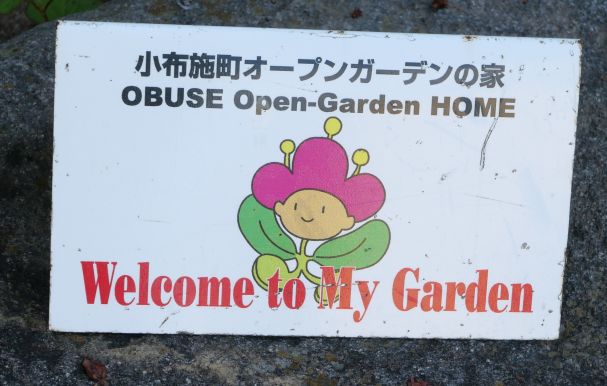 小布施町オープンガーデンの家
OBUSE Open-Garden HOME
Welcome to My Garden